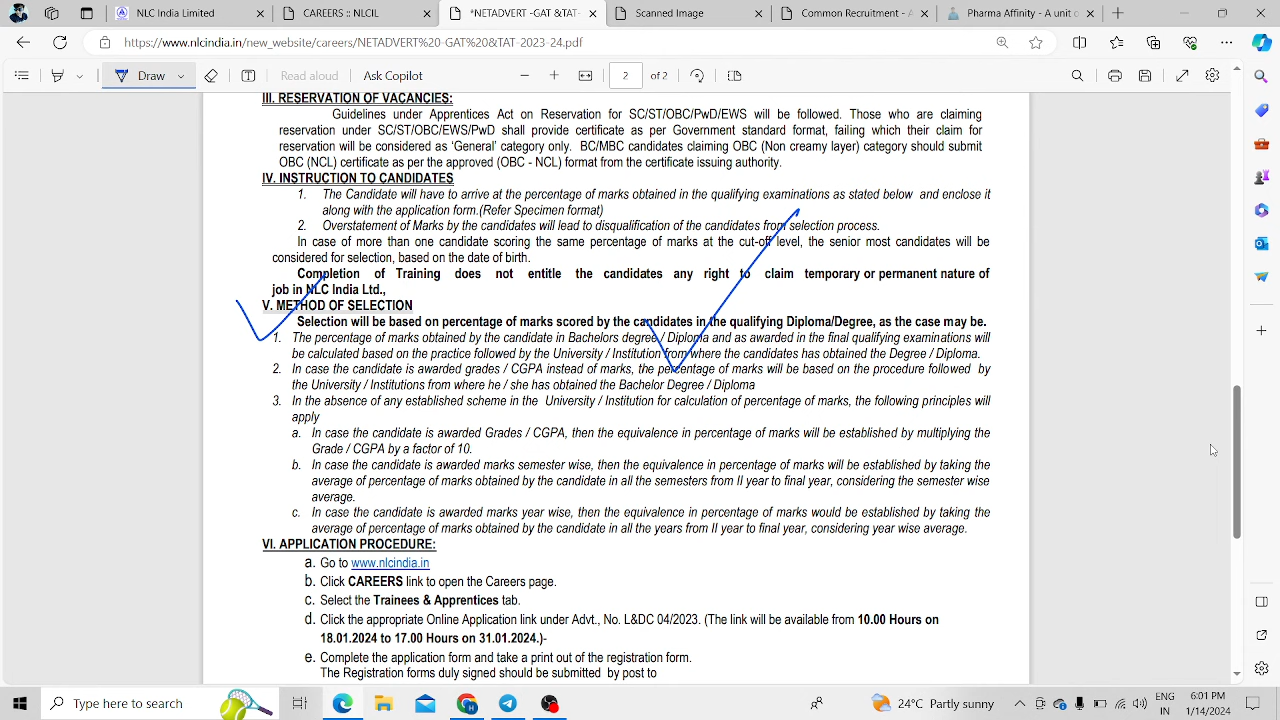 NLC India Limited
CAREERS :: NLCIL
*NETADVERT -GAT &TAT-
Scanned Image
Common Recruitment - A
Pharma Affinity - A unit o
https://www.nlcindia.in/new_website/careers/NETADVERT%20-GAT%20&TAT-2023-24.pdf
Draw
Read aloud
Ask Copilot
2 of 2
III. RESERVATION OF VACANCIES:
Guidelines under Apprentices Act on Reservation for SC/ST/OBC/PwD/EWS will be followed. Those who are claiming
reservation under SC/ST/OBC/EWS/PwD shall provide certificate as per Government standard format, failing which their claim for
reservation will be considered as ‘General’ category only. BC/MBC candidates claiming OBC (Non creamy layer) category should submit
OBC (NCL) certificate as per the approved (OBC - NCL) format from the certificate issuing authority.
IV. INSTRUCTION TO CANDIDATES
1. The Candidate will have to arrive at the percentage of marks obtained in the qualifying examinations as stated below and enclose it
along with the application form.(Refer Specimen format)
2. Overstatement of Marks by the candidates will lead to disqualification of the candidates from selection process.
In case of more than one candidate scoring the same percentage of marks at the cut-off level, the senior most candidates will be
considered for selection, based on the date of birth.
Completion of Training does not entitle the candidates any right to claim temporary or permanent nature of
job in NLC India Ltd.,
V. METHOD OF SELECTION
Selection will be based on percentage of marks scored by the candidates in the qualifying Diploma/Degree, as the case may be.
1. The percentage of marks obtained by the candidate in Bachelors degree / Diploma and as awarded in the final qualifying examinations will
be calculated based on the practice followed by the University / Institution from where the candidates has obtained the Degree / Diploma.
2. In case the candidate is awarded grades / CGPA instead of marks, the percentage of marks will be based on the procedure followed by
the University / Institutions from where he / she has obtained the Bachelor Degree / Diploma
3. In the absence of any established scheme in the University / Institution for calculation of percentage of marks, the following principles will
apply
a. In case the candidate is awarded Grades / CGPA, then the equivalence in percentage of marks will be established by multiplying the
Grade / CGPA by a factor of 10.
b. In case the candidate is awarded marks semester wise, then the equivalence in percentage of marks will be established by taking the
average of percentage of marks obtained by the candidate in all the semesters from II year to final year, considering the semester wise
average.
c. In case the candidate is awarded marks year wise, then the equivalence in percentage of marks would be established by taking the
average of percentage of marks obtained by the candidate in all the years from II year to final year, considering year wise average.
VI. APPLICATION PROCEDURE:
a. Go to www.nlcindia.in
b. Click CAREERS link to open the Careers page.
c. Select the Trainees & Apprentices tab.
d. Click the appropriate Online Application link under Advt., No. L&DC 04/2023. (The link will be available from 10.00 Hours on
18.01.2024 to 17.00 Hours on 31.01.2024.)-
e. Complete the application form and take a print out of the registration form.
The Registration forms duly signed should be submitted by post to
Type here to search
24°C Partly sunny
ENG
IN
6:01 PM
1/14/2024